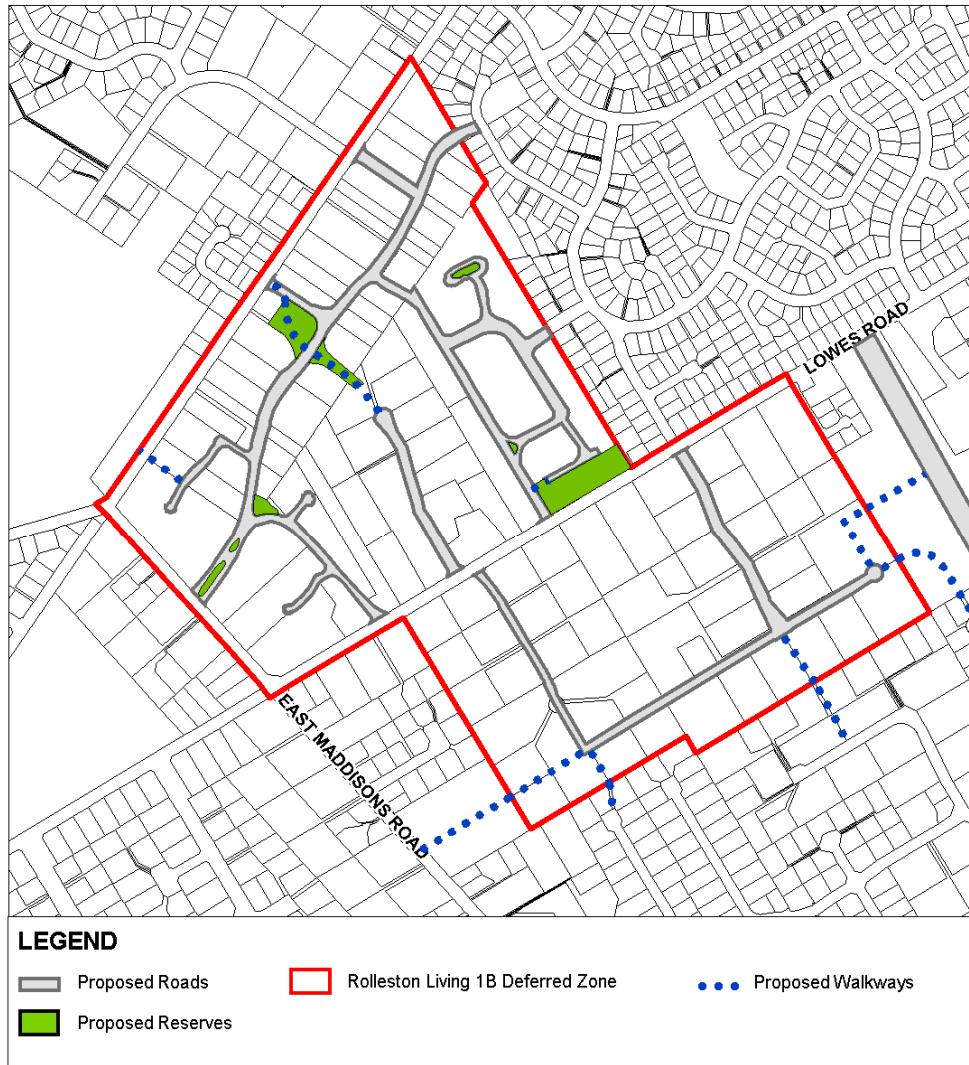 LOWES ROAD
EAST MADDISONS ROAD
LEGEND
Proposed Roads
Rolleston Living 1B Deferred Zone
Proposed Walkways
Proposed Reserves